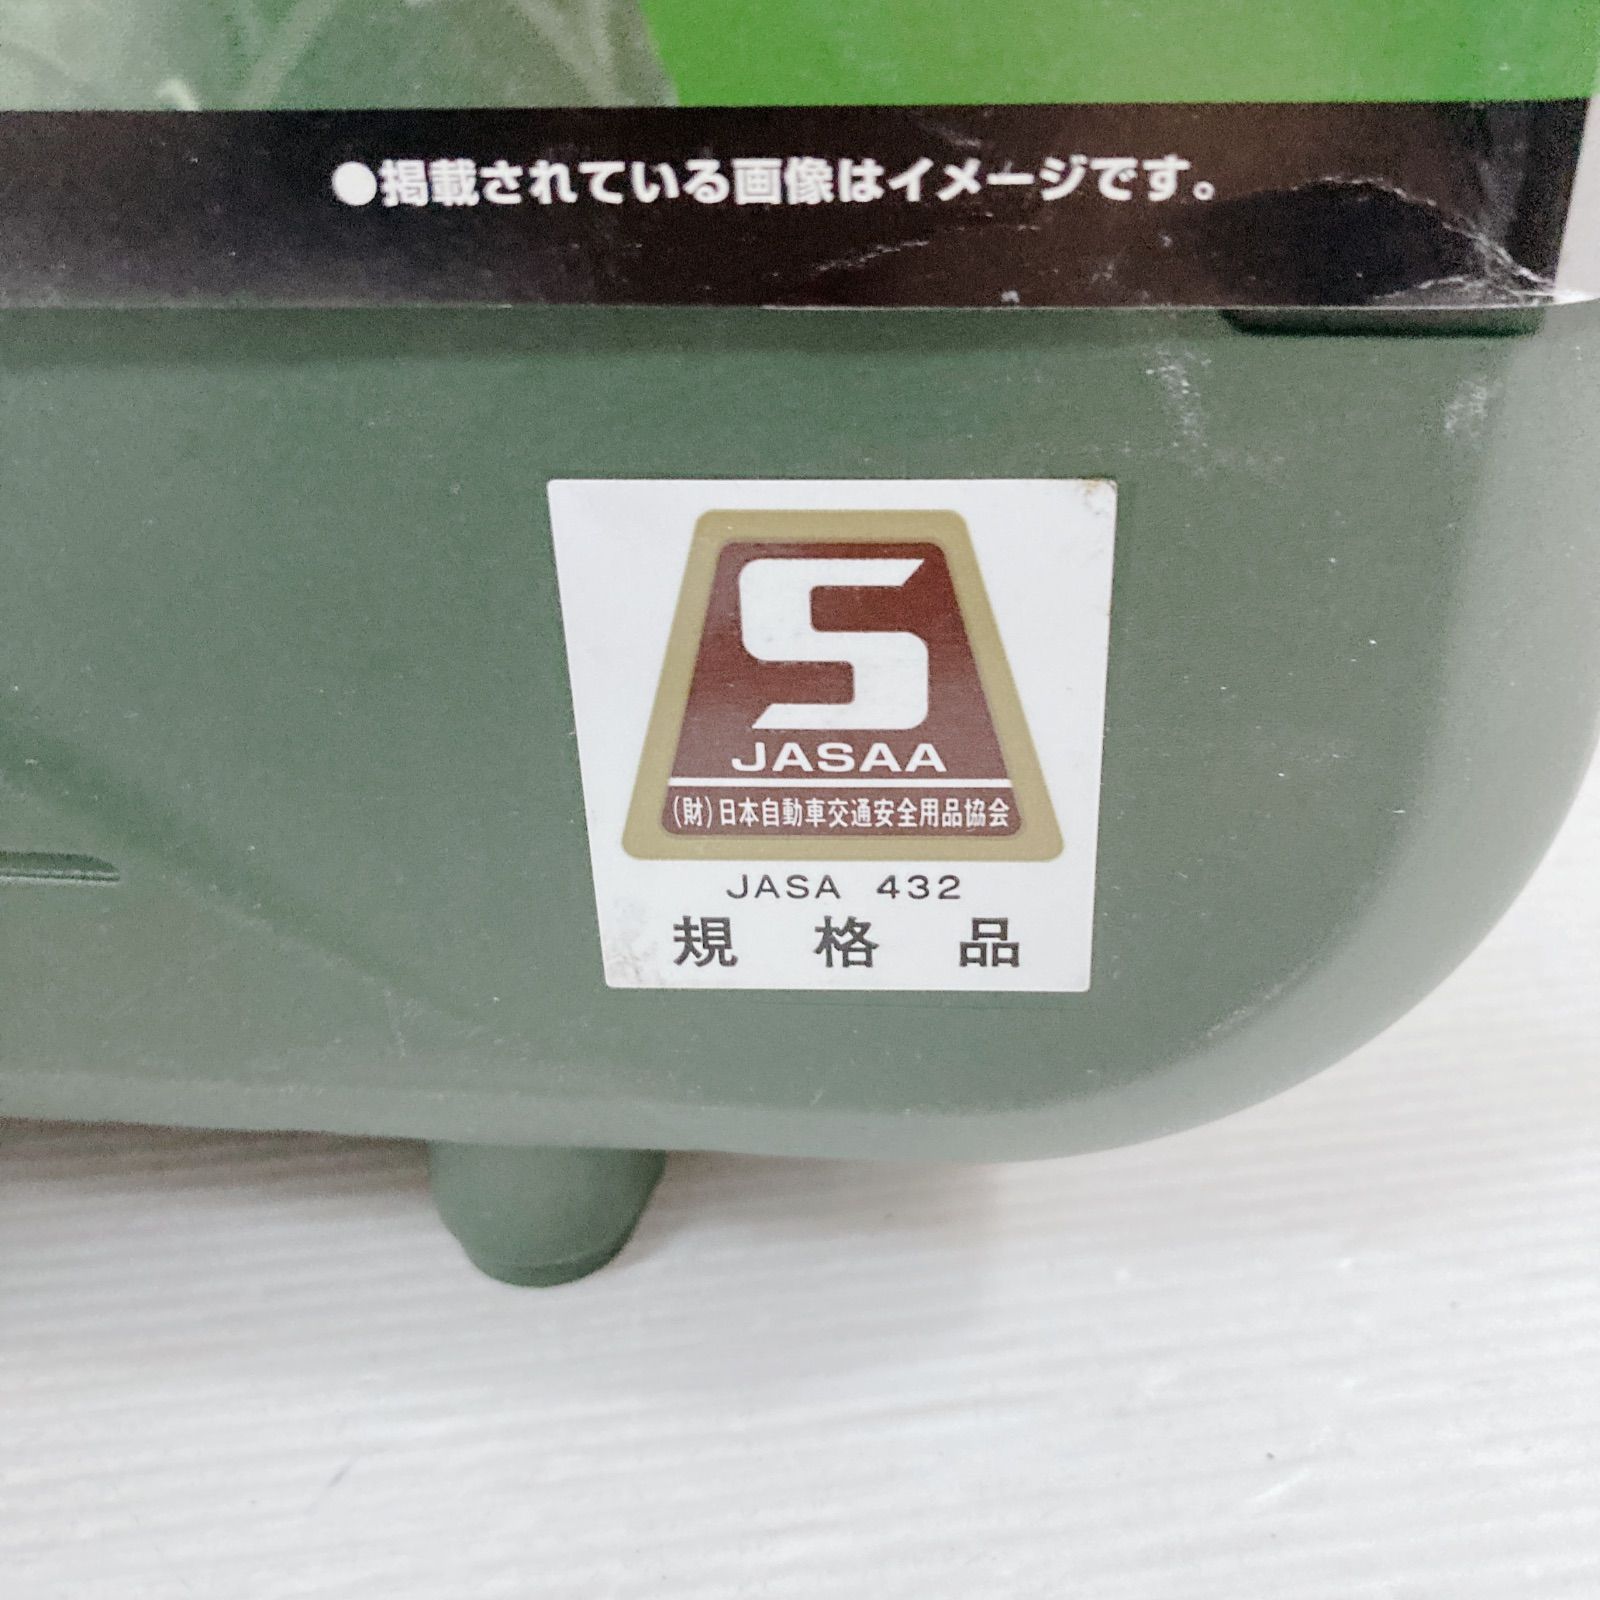 ●掲載されている画像はイメージです。
S
JASAA
(財)日本自動車交通安全用品協会
JASA 432
規格品